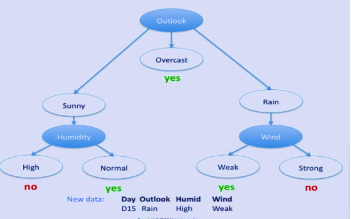 Outlook
Overcast
yes
Sunny
Rain
Humidity
Wind
High
Normal
Weak
Strong
no
yes
yes
no
New data: Day Outlook Humid Wind
D15 Rain High Weak